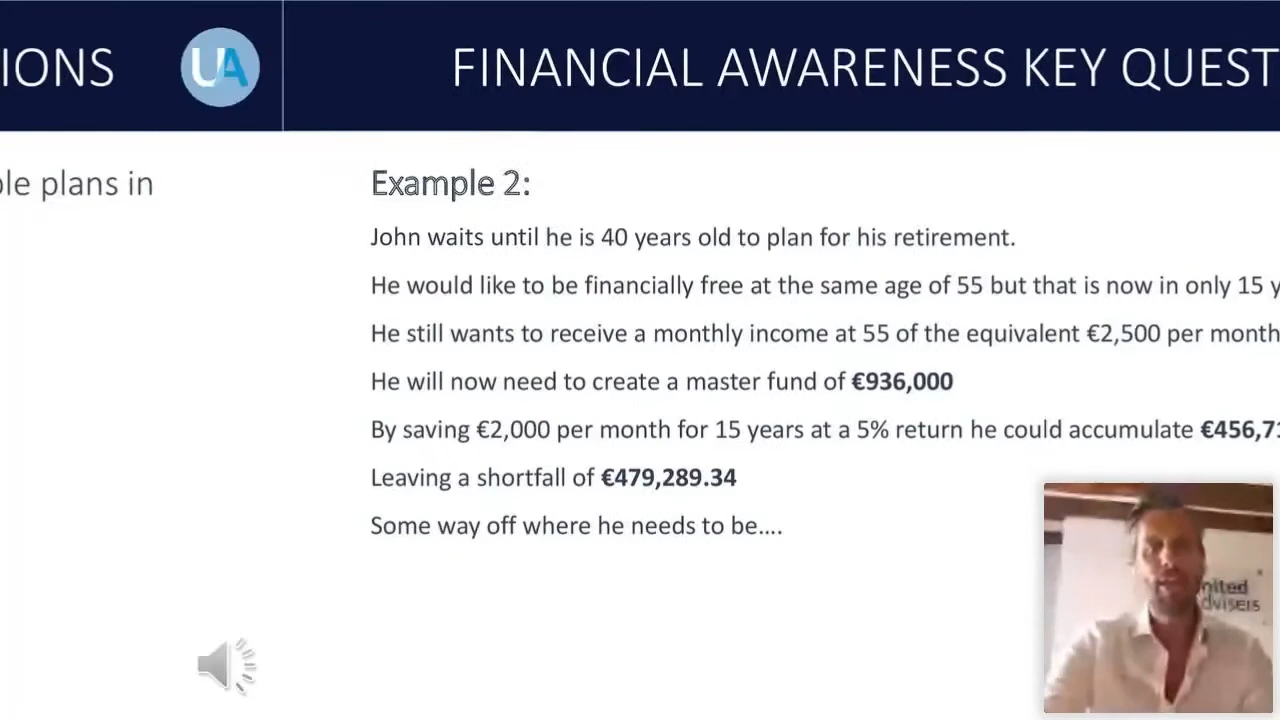 IONS
UA
FINANCIAL AWARENESS KEY QUEST
ple plans in
Example 2:
John waits until he is 40 years old to plan for his retirement.
He would like to be financially free at the same age of 55 but that is now in only 15 y
He still wants to receive a monthly income at 55 of the equivalent €2,500 per month
He will now need to create a master fund of €936,000
By saving €2,000 per month for 15 years at a 5% return he could accumulate €456,71
Leaving a shortfall of €479,289.34
Some way off where he needs to be....
nited
dvisers